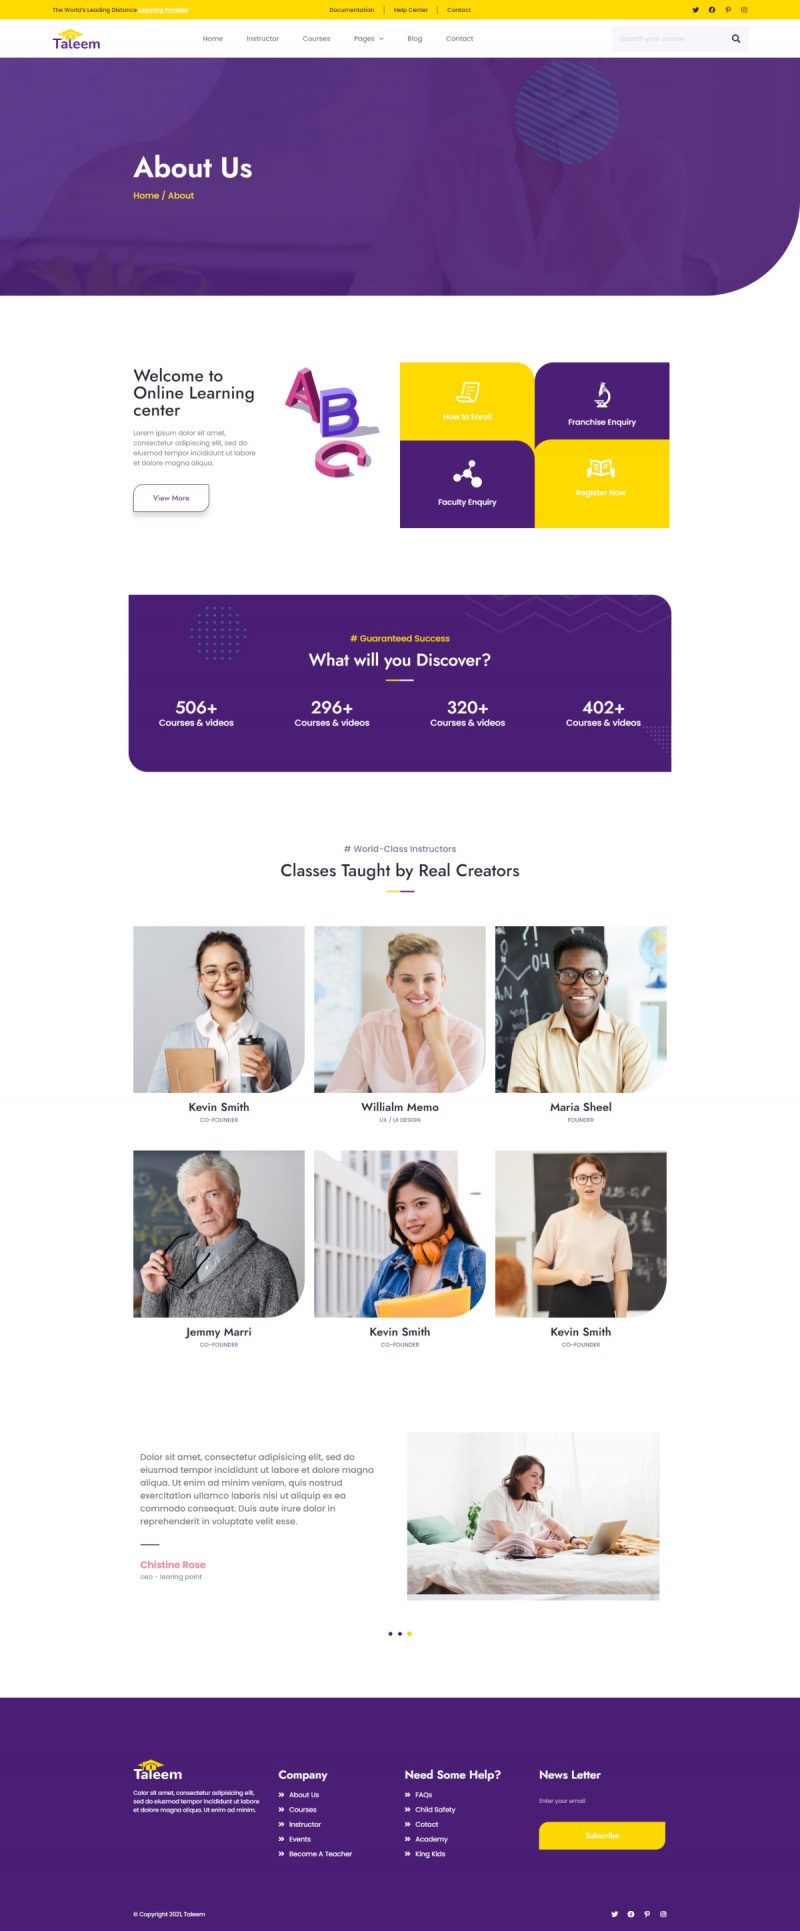 The World's Leading Distance Learning Provider
Documentation
Help Center
Contact
Taleem
Home
Instructor
Courses
Pages
Blog
Contact
Search your course
About Us
Home / About
Welcome to
Online Learning
center
Lorem ipsum dolor sit amet,
consectetur adipiscing elit, sed do
eiusmod tempor incididunt ut labore
et dolore magna aliqua.
View More
ABC
How to Enroll
Franchise Enquiry
Faculty Enquiry
Register Now
# Guaranteed Success
What will you Discover?
506+
Courses & videos
296+
Courses & videos
320+
Courses & videos
402+
Courses & videos
# World-Class Instructors
Classes Taught by Real Creators
Kevin Smith
CO-FOUNDER
Willialm Memo
UX / UI DESIGN
Maria Sheel
FOUNDER
Jemmy Marri
CO-FOUNDER
Kevin Smith
CO-FOUNDER
Kevin Smith
CO-FOUNDER
Dolor sit amet, consectetur adipisicing elit, sed do
eiusmod tempor incididunt ut labore et dolore magna
aliqua. Ut enim ad minim veniam, quis nostrud
exercitation ullamco laboris nisi ut aliquip ex ea
commodo consequat. Duis aute irure dolor in
reprehenderit in voluptate velit esse.
Chistine Rose
ceo - learing point
Taleem
Color sit amet, consectetur adipisicing elit,
sed do eiusmod tempor incididunt ut labore
et dolore magna aliqua. Ut enim ad minim.
Company
About Us
Courses
Instructor
Events
Become A Teacher
Need Some Help?
FAQs
Child Safety
Cotact
Academy
King Kids
News Letter
Enter your email
Subscribe
© Copyright 2021, Taleem